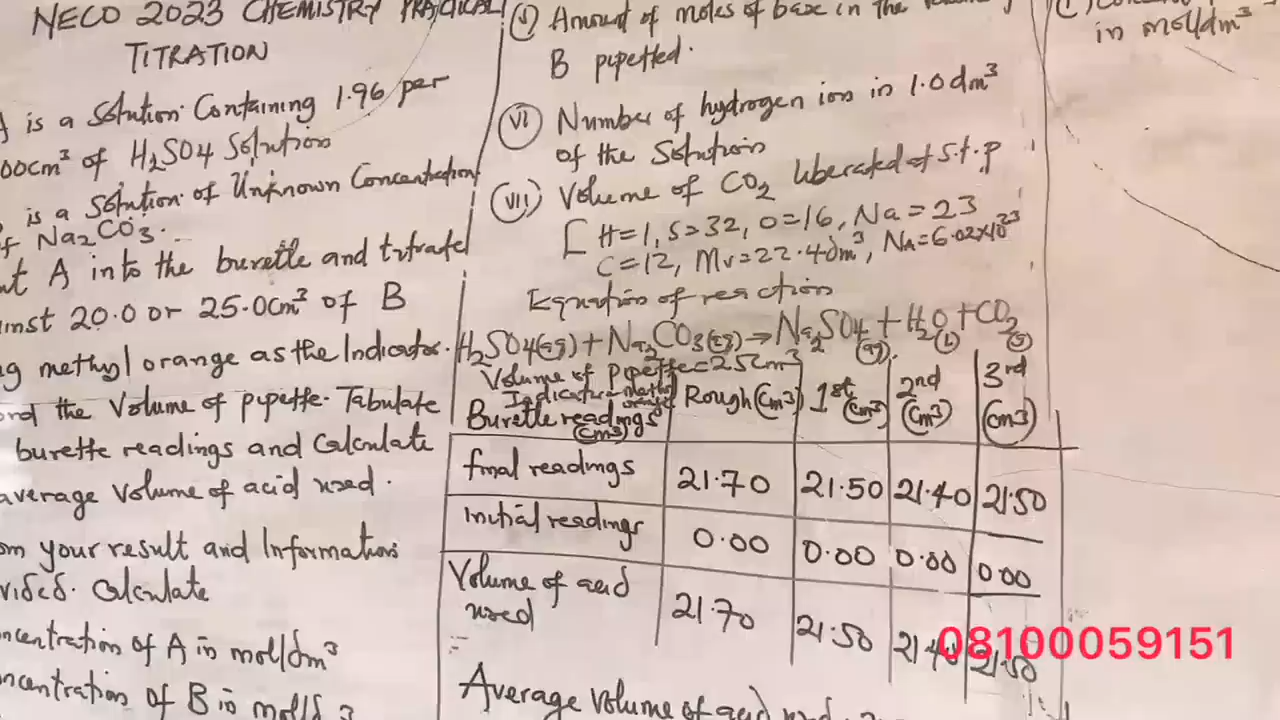 NECO 2023 CHEMISTRY PRACTICAL
TITRATION
A is a Solution Containing 1.96 per
00cm³ of H₂SO₄ Solution
is a Solution of Unknown Concentration
of Na₂CO₃.
A into the burette and titrated
20.0 or 25.0cm³ of B
methyl orange as the Indicator.
the Volume of pipette. Tabulate
burette readings and Calculate
average Volume of acid used.
your result and Information
Calculate
of A in mol/dm³
of B in mol/d 3
(V) Amount of moles of base in the
B pipetted.
(VI) Number of hydrogen ion in 1.0dm³
of the Solution
(VII) Volume of CO₂ liberated at S.t.p
[H=1, S=32, O=16, Na=23
C=12, Mv=22.4dm³, Na=6.02x10²³
Equation of reaction
H₂SO₄(aq) + Na₂CO₃(aq) → Na₂SO₄(aq) + H₂O(l) + CO₂(g)
Volume of pipette=25cm³
Indicator=methyl orange
Burette readings (cm³) Rough (cm³) 1st (cm³) 2nd (cm³) 3rd (cm³)
final readings 21.70 21.50 21.40 21.50
Initial readings 0.00 0.00 0.00 0.00
Volume of acid used 21.70 21.50 21.40 21.50
Average volume of acid used
in mol/dm³
08100059151